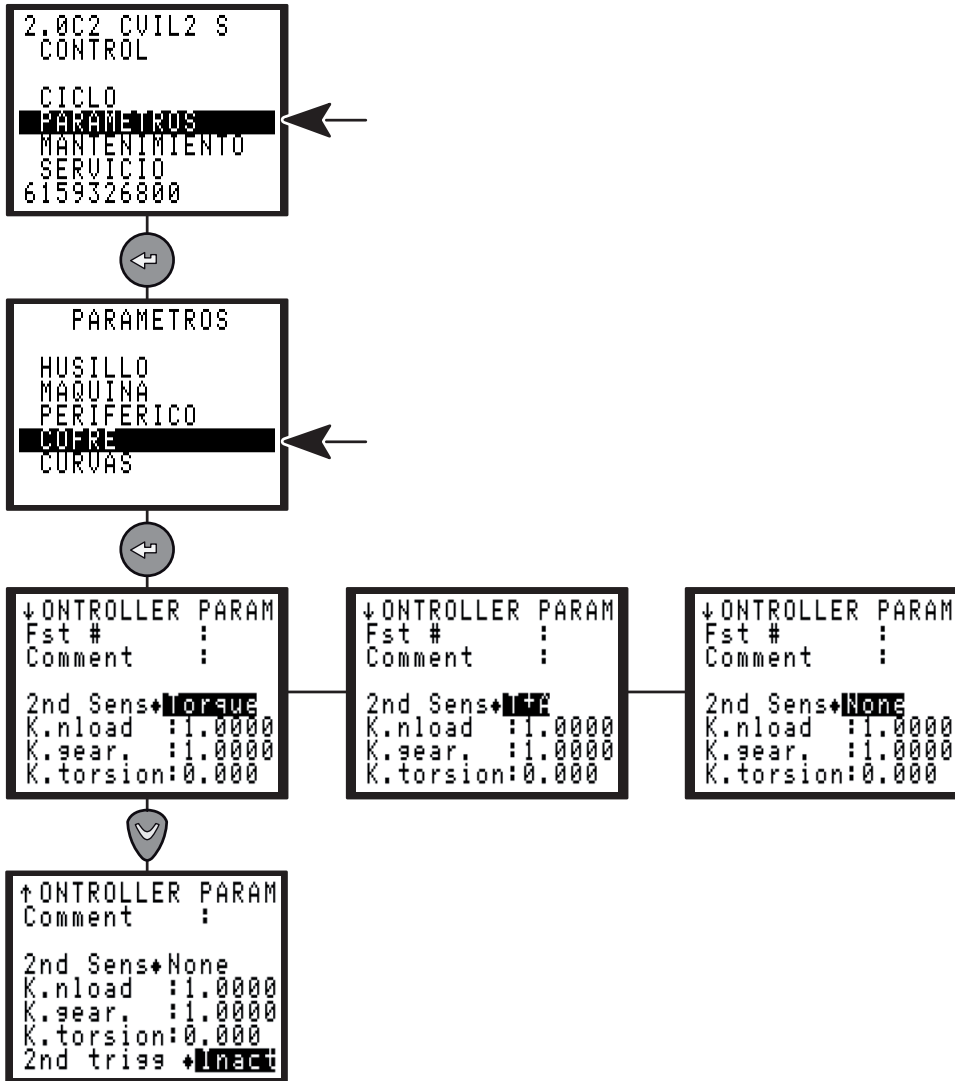 2.0C2 CVIL2 S
CONTROL
CICLO
PARAMETROS
MANTENIMIENTO
SERVICIO
6159326800
PARAMETROS
HUSILLO
MAQUINA
PERIFERICO
COFRE
CURVAS
↓ONTROLLER PARAM
Fst # :
Comment :
2nd Sens♦Torque
K.nload :1.0000
K.gear. :1.0000
K.torsion:0.000
↓ONTROLLER PARAM
Fst # :
Comment :
2nd Sens♦T+A
K.nload :1.0000
K.gear. :1.0000
K.torsion:0.000
↓ONTROLLER PARAM
Fst # :
Comment :
2nd Sens♦None
K.nload :1.0000
K.gear. :1.0000
K.torsion:0.000
↑ONTROLLER PARAM
Comment :
2nd Sens♦None
K.nload :1.0000
K.gear. :1.0000
K.torsion:0.000
2nd trigg ♦Inact